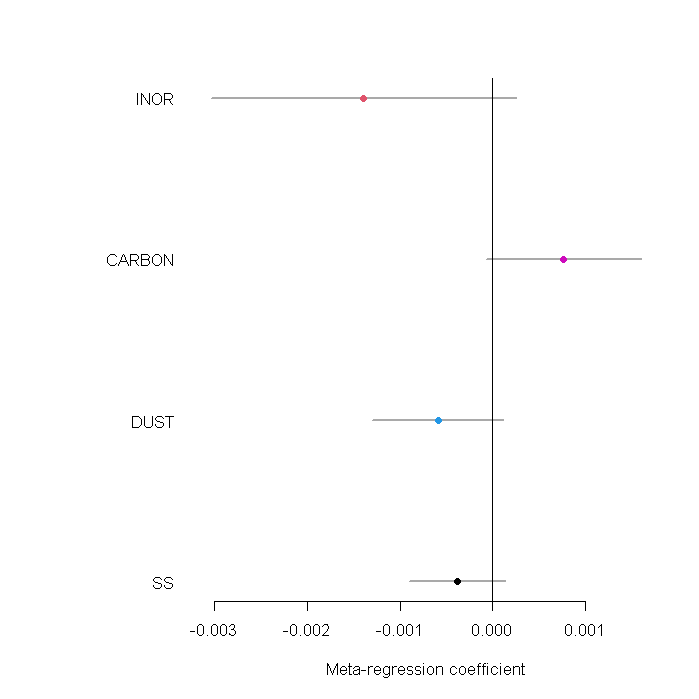 INOR
CARBON
DUST
SS
-0.003 -0.002 -0.001 0.000 0.001
Meta-regression coefficient